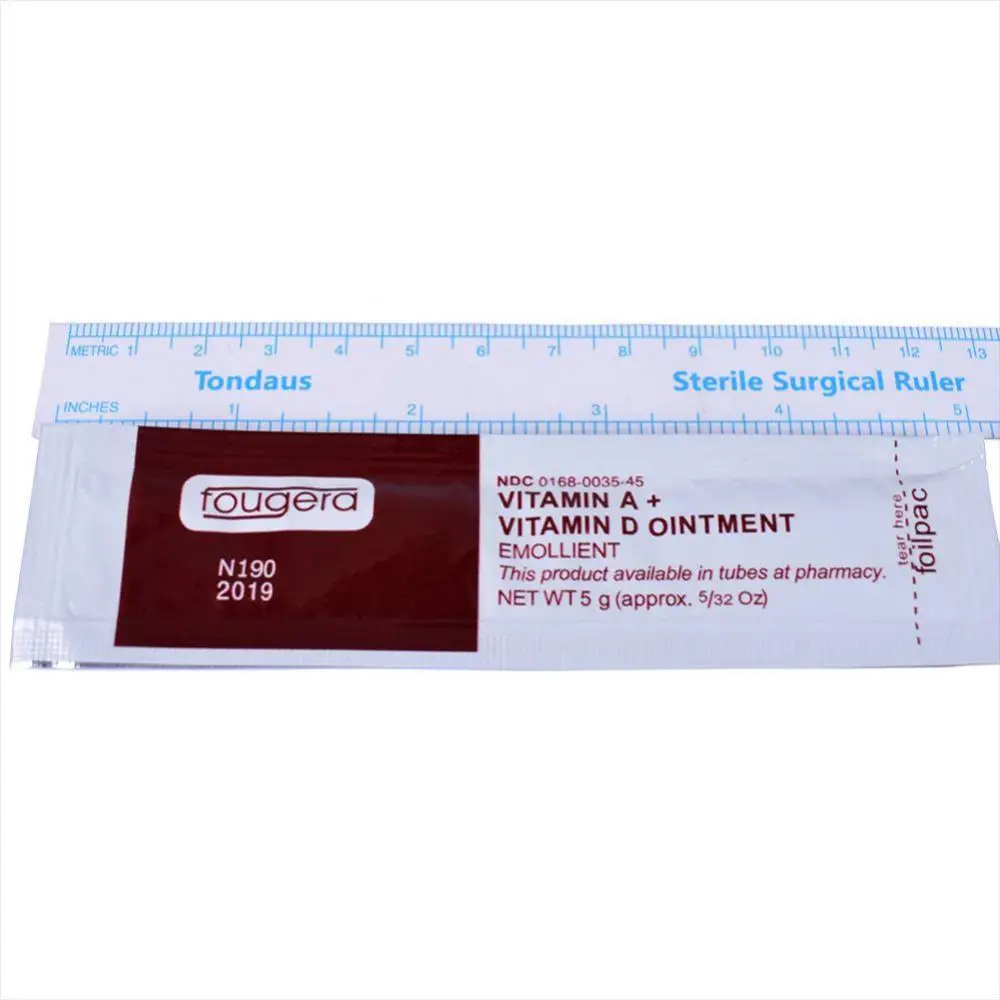 METRIC 1 2 3 4 5 6 7 8 9 10 11 12 13
Tondaus Sterile Surgical Ruler
INCHES 1 2 3 4 5
fougera
N190
2019
NDC 0168-0035-45
VITAMIN A +
VITAMIN D OINTMENT
EMOLLIENT
This product available in tubes at pharmacy.
NET WT 5 g (approx. 5/32 Oz)
tear here
foilpac